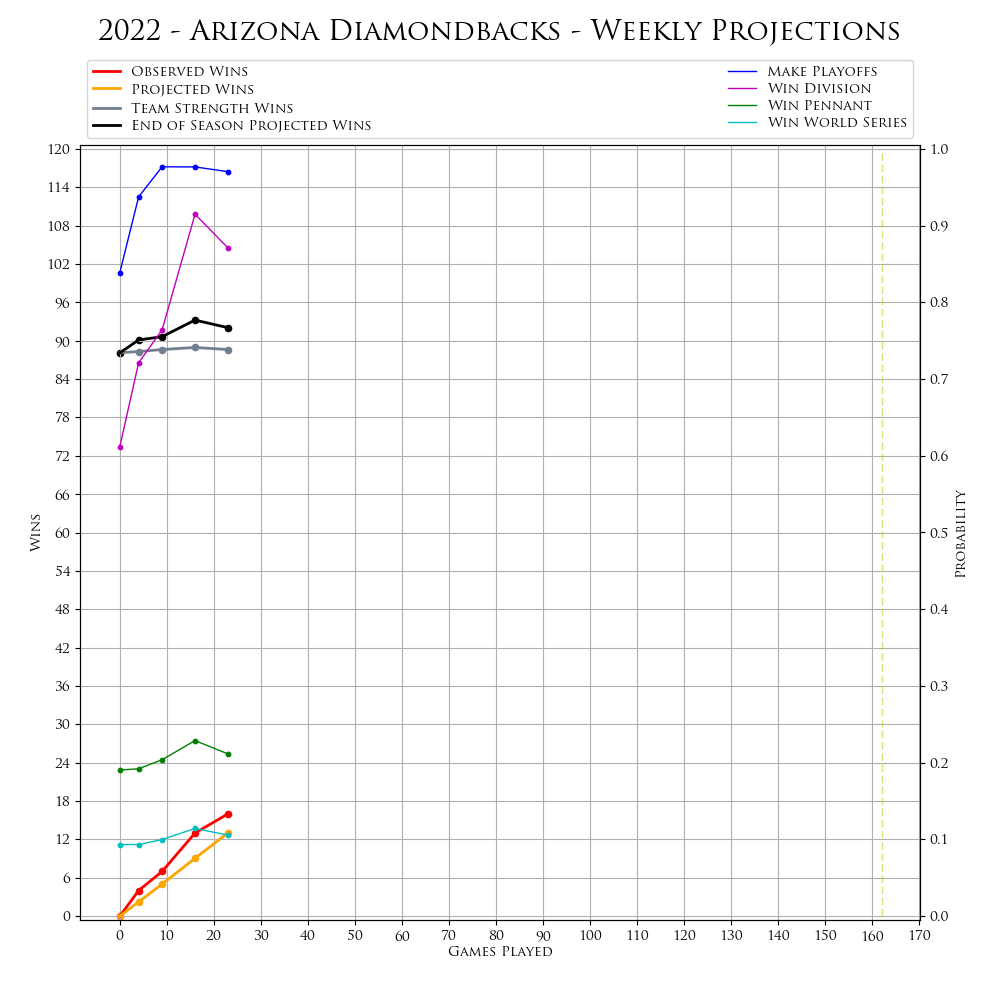 2022 - Arizona Diamondbacks - Weekly Projections
Observed Wins
Projected Wins
Team Strength Wins
End of Season Projected Wins
Make Playoffs
Win Division
Win Pennant
Win World Series
120
114
108
102
96
90
84
78
72
66
60
54
48
42
36
30
24
18
12
6
0
Wins
1.0
0.9
0.8
0.7
0.6
0.5
0.4
0.3
0.2
0.1
0.0
Probability
0 10 20 30 40 50 60 70 80 90 100 110 120 130 140 150 160 170
Games Played